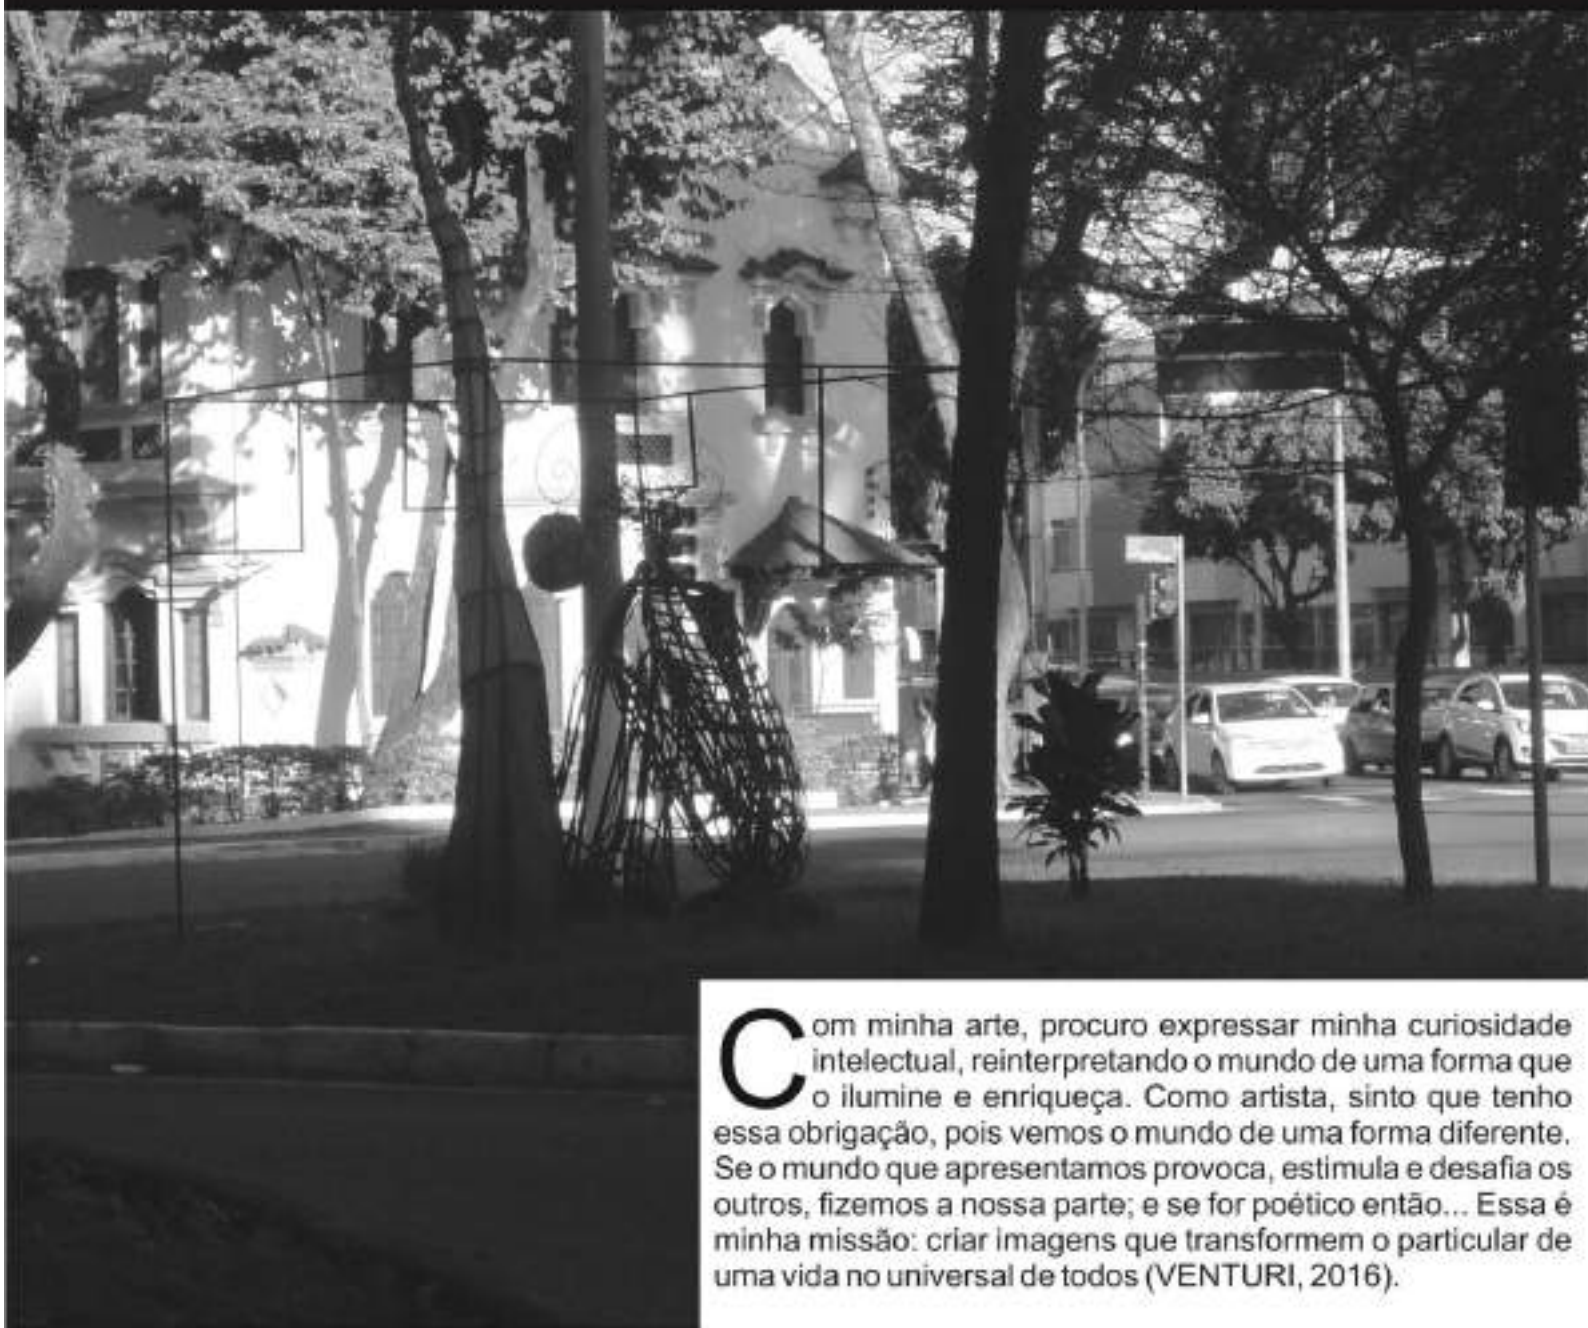 Com minha arte, procuro expressar minha curiosidade
intelectual, reinterpretando o mundo de uma forma que
o ilumine e enriqueça. Como artista, sinto que tenho
essa obrigação, pois vemos o mundo de uma forma diferente.
Se o mundo que apresentamos provoca, estimula e desafia os
outros, fizemos a nossa parte; e se for poético então... Essa é
minha missão: criar imagens que transformem o particular de
uma vida no universal de todos (VENTURI, 2016).